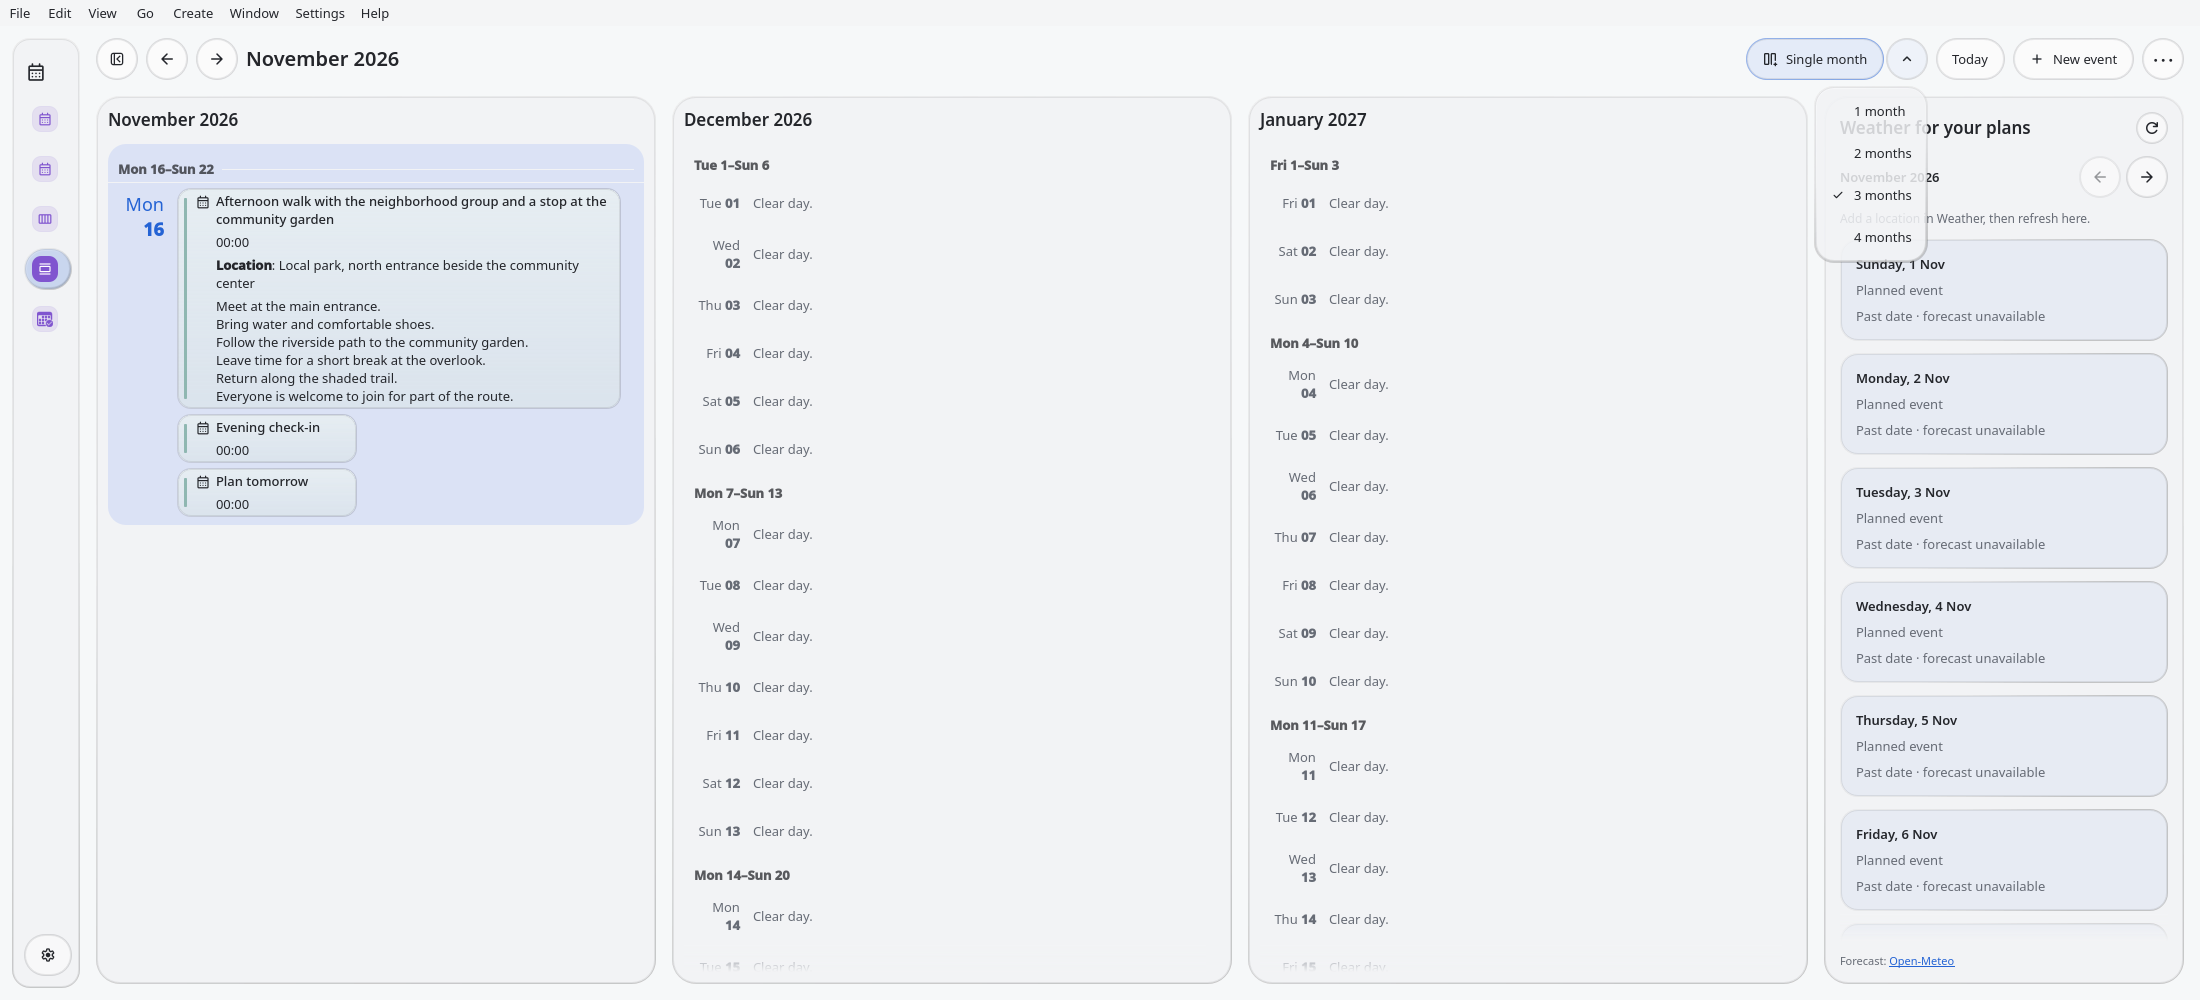 File Edit View Go Create Window Settings Help
November 2026
Single month
Today
New event
November 2026
Mon 16–Sun 22
Mon
16
Afternoon walk with the neighborhood group and a stop at the
community garden
00:00
Location: Local park, north entrance beside the community
center
Meet at the main entrance.
Bring water and comfortable shoes.
Follow the riverside path to the community garden.
Leave time for a short break at the overlook.
Return along the shaded trail.
Everyone is welcome to join for part of the route.
Evening check-in
00:00
Plan tomorrow
00:00
December 2026
Tue 1–Sun 6
Tue 01 Clear day.
Wed
02 Clear day.
Thu 03 Clear day.
Fri 04 Clear day.
Sat 05 Clear day.
Sun 06 Clear day.
Mon 7–Sun 13
Mon
07 Clear day.
Tue 08 Clear day.
Wed
09 Clear day.
Thu 10 Clear day.
Fri 11 Clear day.
Sat 12 Clear day.
Sun 13 Clear day.
Mon 14–Sun 20
Mon
14 Clear day.
Tue 15 Clear day.
January 2027
Fri 1–Sun 3
Fri 01 Clear day.
Sat 02 Clear day.
Sun 03 Clear day.
Mon 4–Sun 10
Mon
04 Clear day.
Tue 05 Clear day.
Wed
06 Clear day.
Thu 07 Clear day.
Fri 08 Clear day.
Sat 09 Clear day.
Sun 10 Clear day.
Mon 11–Sun 17
Mon
11 Clear day.
Tue 12 Clear day.
Wed
13 Clear day.
Thu 14 Clear day.
Fri 15 Clear day.
1 month
2 months
3 months
4 months
Weather for your plans
November 2026
Add a location in Weather, then refresh here.
Sunday, 1 Nov
Planned event
Past date · forecast unavailable
Monday, 2 Nov
Planned event
Past date · forecast unavailable
Tuesday, 3 Nov
Planned event
Past date · forecast unavailable
Wednesday, 4 Nov
Planned event
Past date · forecast unavailable
Thursday, 5 Nov
Planned event
Past date · forecast unavailable
Friday, 6 Nov
Planned event
Past date · forecast unavailable
Forecast: Open-Meteo